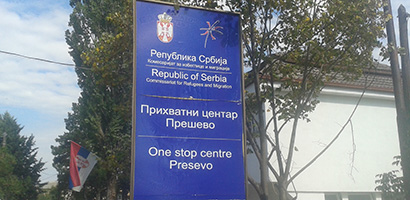 Република Србија
Комесаријат за избеглице и миграције
Republic of Serbia
Commissariat for Refugees and Migration
Прихватни центар
Прешево
One stop centre
Presevo